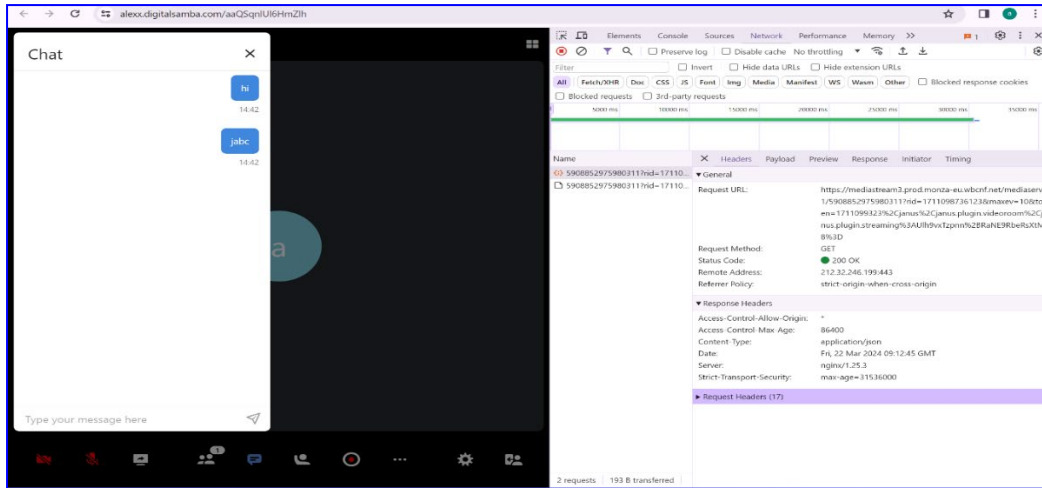 alexx.digitalsamba.com/aaQSqnIUl6HmZlh
Chat
hi
14:42
jabc
14:42
a
Type your message here
1
Elements Console Sources Network Performance Memory
1
Preserve log Disable cache No throttling
Filter Invert Hide data URLs Hide extension URLs
All Fetch/XHR Doc CSS JS Font Img Media Manifest WS Wasm Other Blocked response cookies
Blocked requests 3rd-party requests
5000 ms 10000 ms 15000 ms 20000 ms 25000 ms 30000 ms 35000 ms
Name
5908852975980311?rid=17110...
5908852975980311?rid=17110...
Headers Payload Preview Response Initiator Timing
General
Request URL: https://mediastream3.prod.monza-eu.wbcnf.net/mediaserv
1/5908852975980311?rid=1711098736123&maxev=10&to
en=1711099323%2Cjanus%2Cjanus.plugin.videoroom%2Cj
8%3D
Request Method: GET
Status Code: 200 OK
Remote Address: 212.32.246.199:443
Referrer Policy: strict-origin-when-cross-origin
Response Headers
Access-Control-Allow-Origin: *
Access-Control-Max-Age: 86400
Content-Type: application/json
Date: Fri, 22 Mar 2024 09:12:45 GMT
Server: nginx/1.25.3
Strict-Transport-Security: max-age=31536000
Request Headers (17)
2 requests 193 B transferred